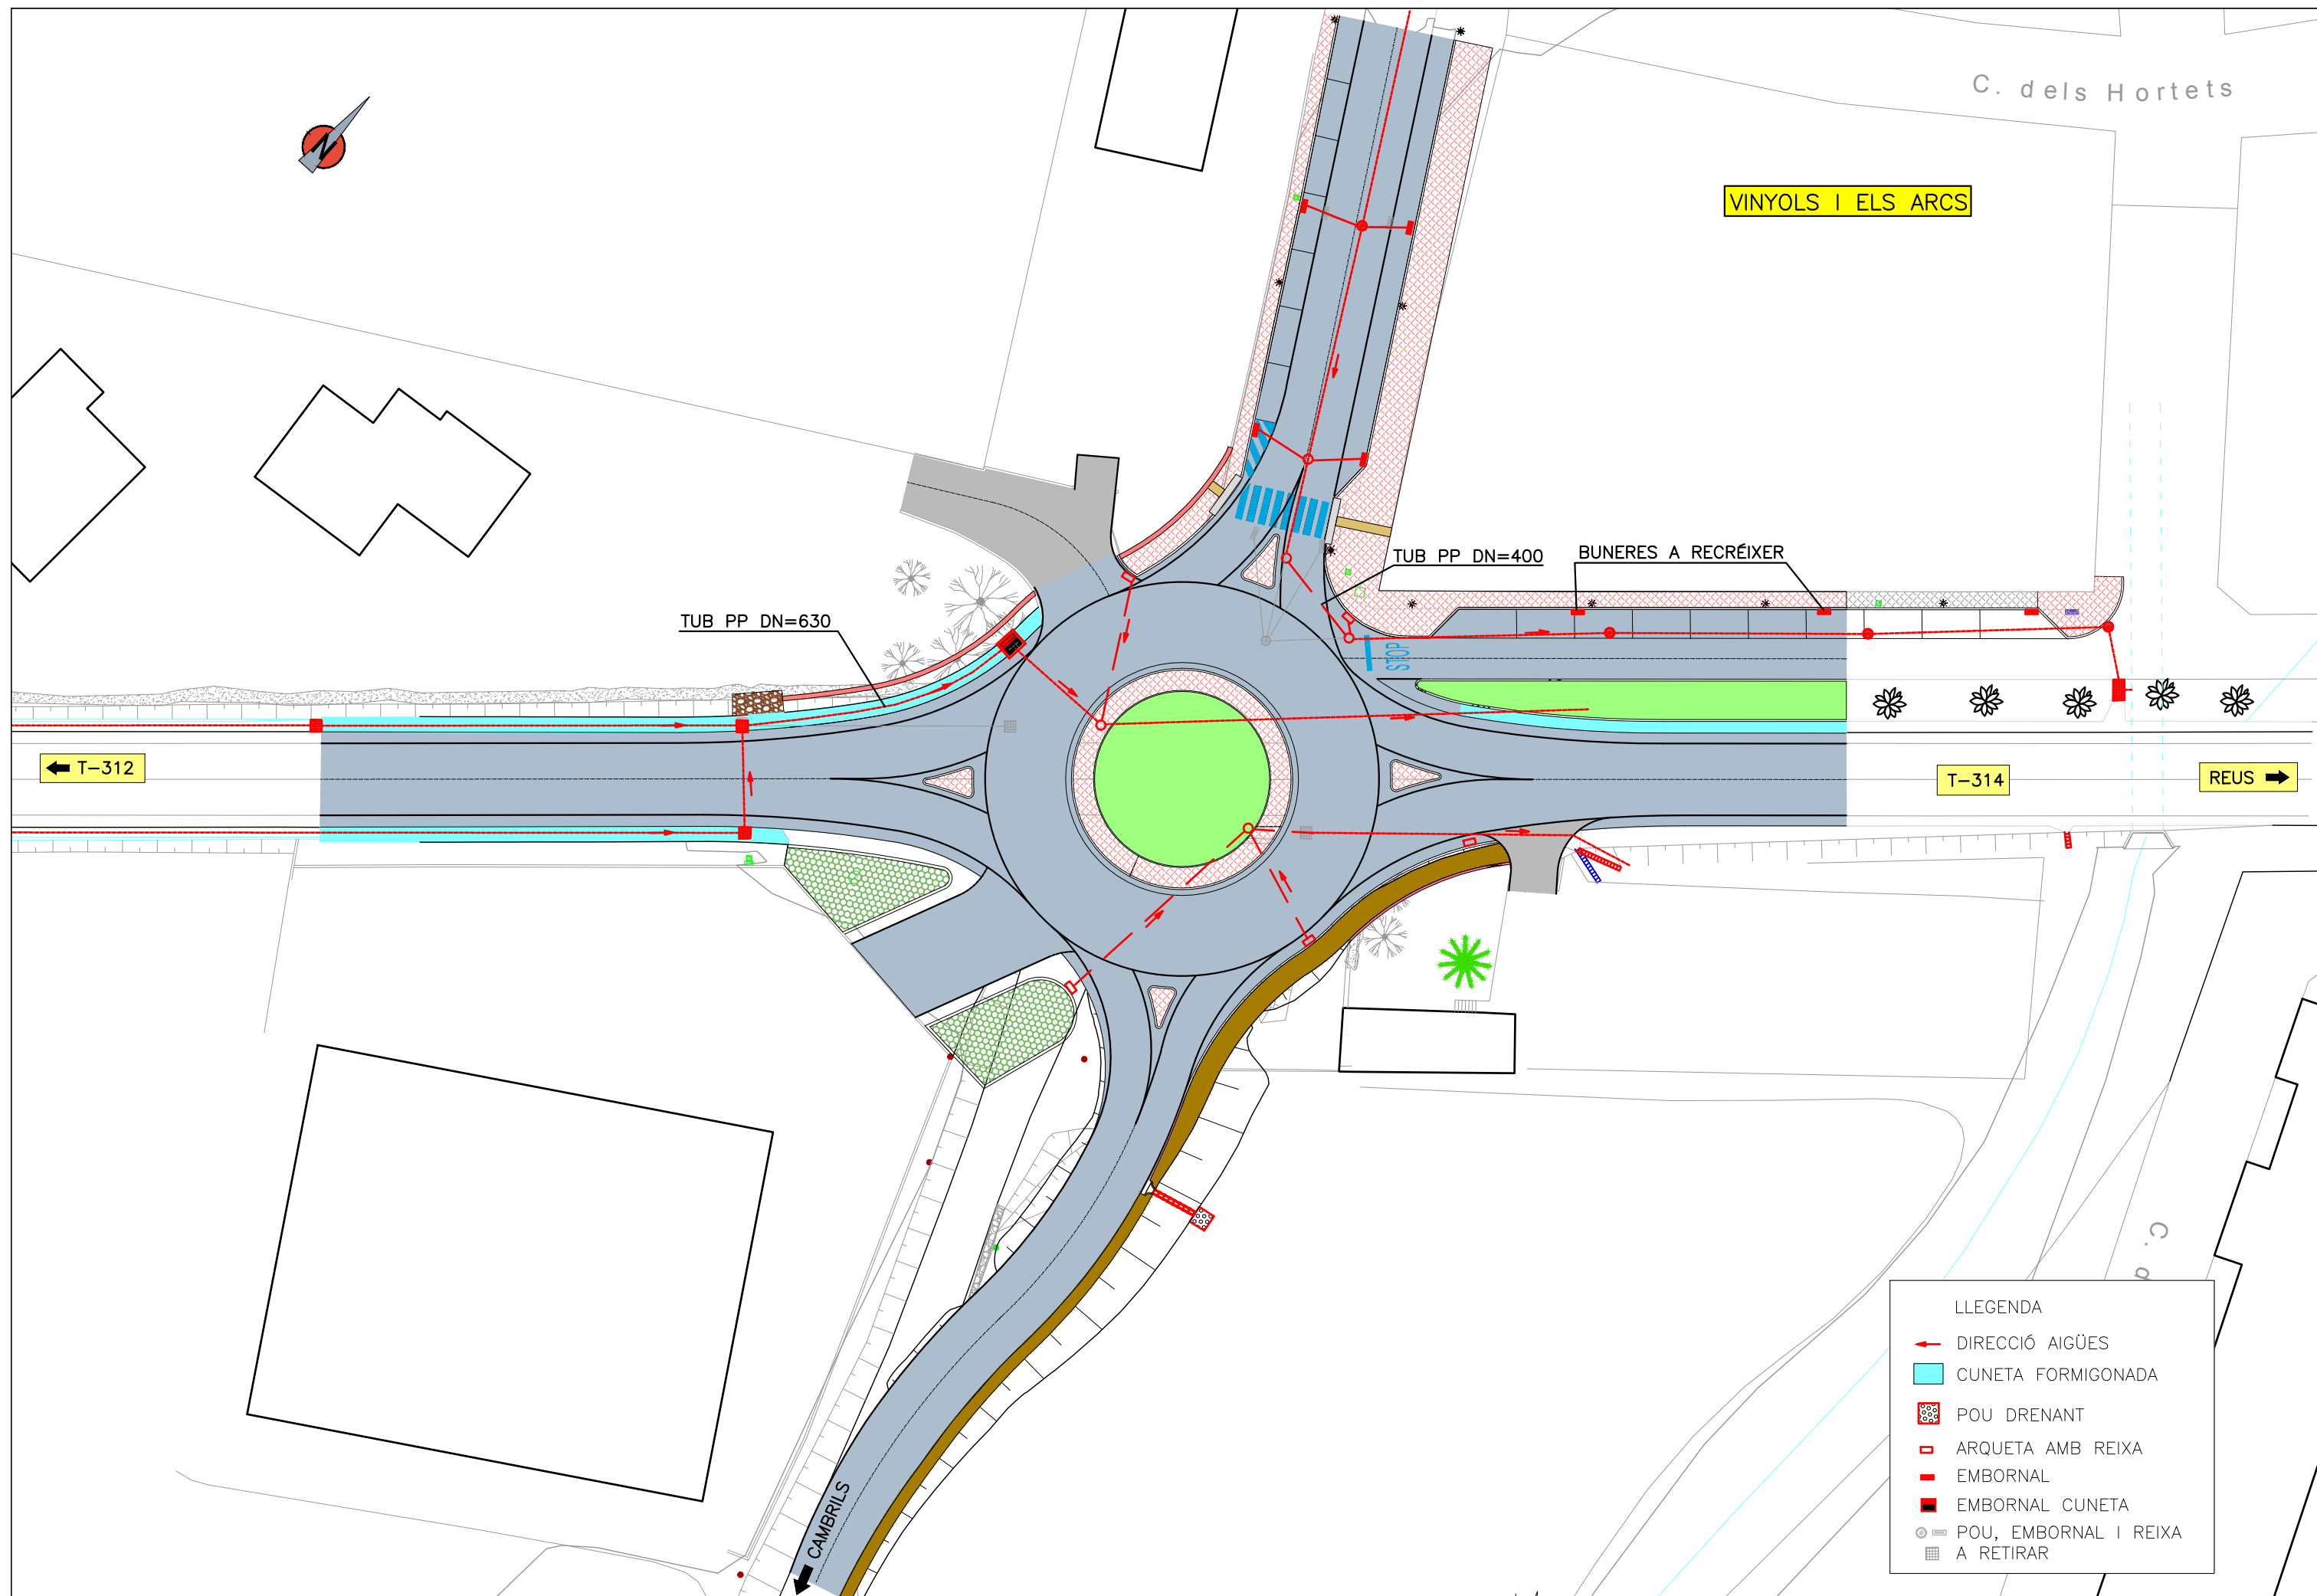 C. dels Hortets
N
VINYOLS I ELS ARCS
TUB PP DN=400
BUNERES A RECRÉIXER
TUB PP DN=630
STOP
T-312
T-314
REUS
C. d
CAMBRILS
LLEGENDA
DIRECCIÓ AIGÜES
CUNETA FORMIGONADA
POU DRENANT
ARQUETA AMB REIXA
EMBORNAL
EMBORNAL CUNETA
POU, EMBORNAL I REIXA
A RETIRAR